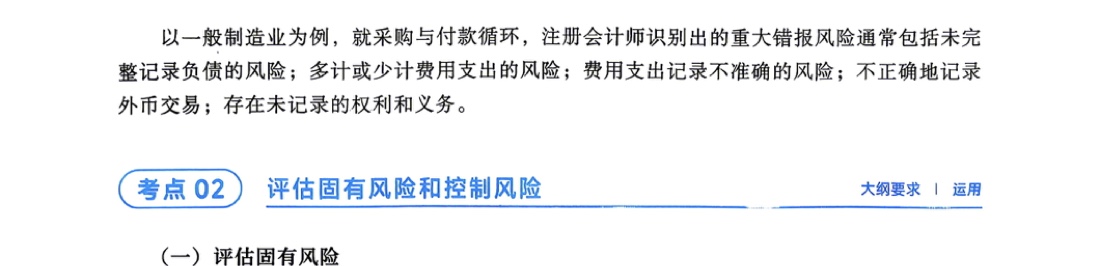 以一般制造业为例，就采购与付款循环，注册会计师识别出的重大错报风险通常包括未完
整记录负债的风险；多计或少计费用支出的风险；费用支出记录不准确的风险；不正确地记录
外币交易；存在未记录的权利和义务。
考点 02 评估固有风险和控制风险 大纲要求 | 运用
（一）评估固有风险